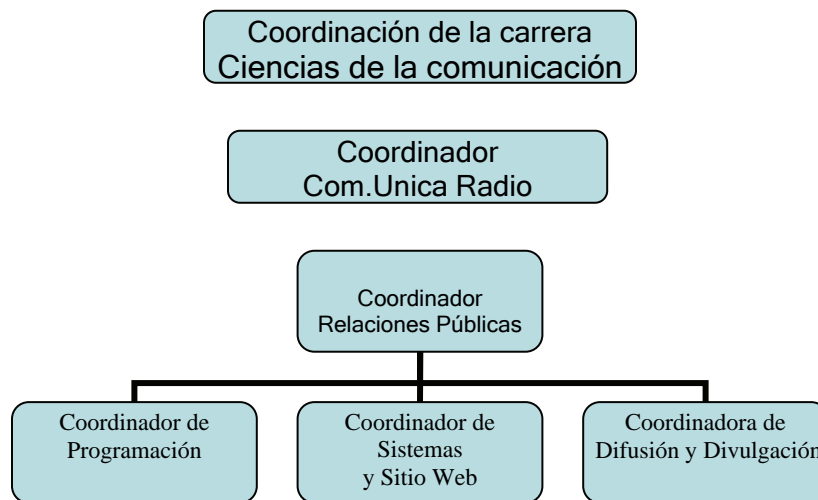 Coordinación de la carrera
Ciencias de la comunicación
Coordinador
Com.Unica Radio
Coordinador
Relaciones Públicas
Coordinador de
Programación
Coordinador de
Sistemas
y Sitio Web
Coordinadora de
Difusión y Divulgación